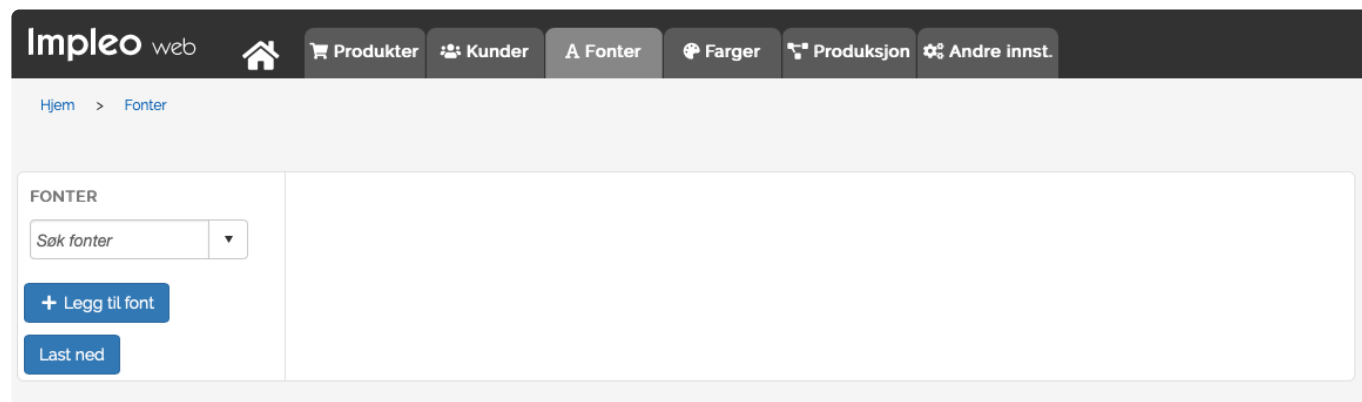 Impleo web
Produkter Kunder A Fonter Farger Produksjon Andre innst.
Hjem > Fonter
FONTER
Søk fonter
+ Legg til font
Last ned